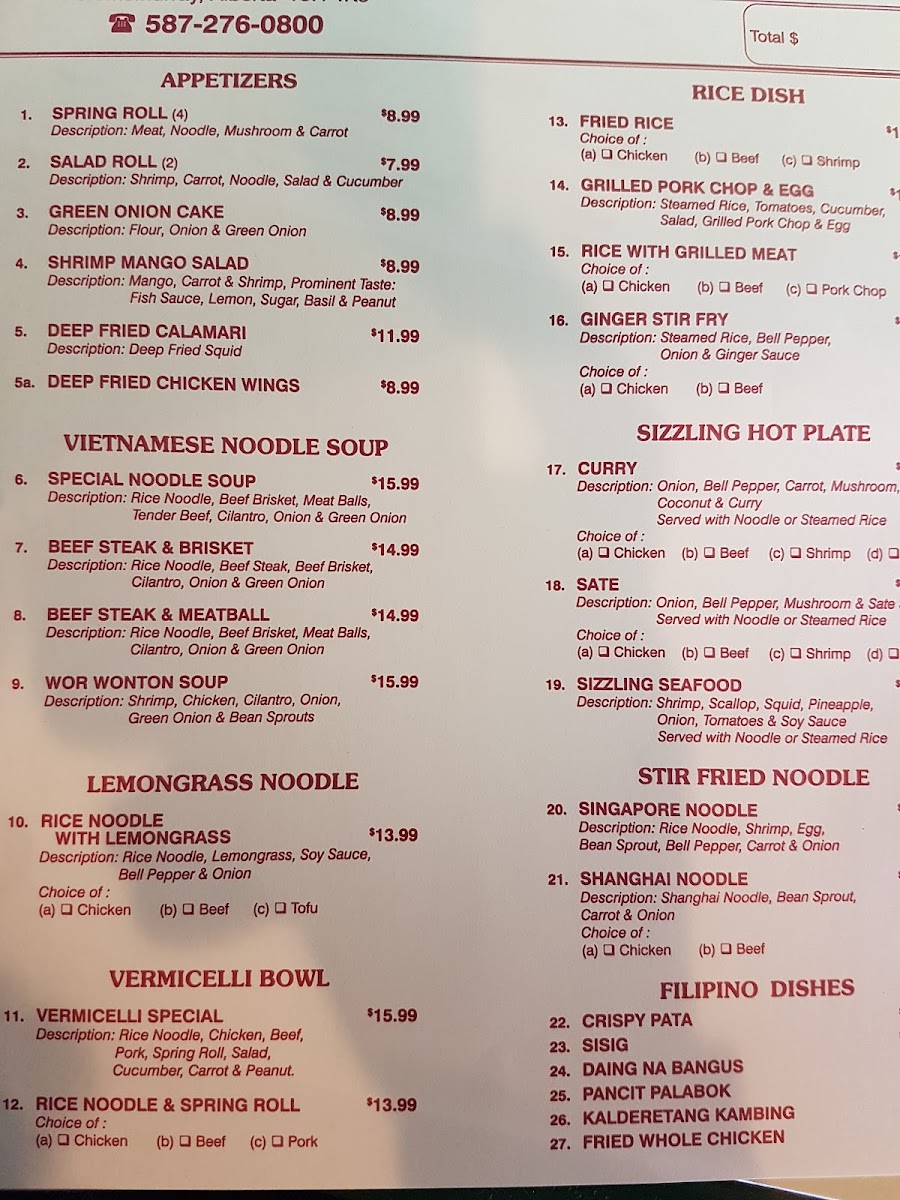 ☎ 587-276-0800
Total $
APPETIZERS
1. SPRING ROLL (4) $8.99
Description: Meat, Noodle, Mushroom & Carrot
2. SALAD ROLL (2) $7.99
Description: Shrimp, Carrot, Noodle, Salad & Cucumber
3. GREEN ONION CAKE $8.99
Description: Flour, Onion & Green Onion
4. SHRIMP MANGO SALAD $8.99
Description: Mango, Carrot & Shrimp, Prominent Taste:
Fish Sauce, Lemon, Sugar, Basil & Peanut
5. DEEP FRIED CALAMARI $11.99
Description: Deep Fried Squid
5a. DEEP FRIED CHICKEN WINGS $8.99
VIETNAMESE NOODLE SOUP
6. SPECIAL NOODLE SOUP $15.99
Description: Rice Noodle, Beef Brisket, Meat Balls,
Tender Beef, Cilantro, Onion & Green Onion
7. BEEF STEAK & BRISKET $14.99
Description: Rice Noodle, Beef Steak, Beef Brisket,
Cilantro, Onion & Green Onion
8. BEEF STEAK & MEATBALL $14.99
Description: Rice Noodle, Beef Brisket, Meat Balls,
Cilantro, Onion & Green Onion
9. WOR WONTON SOUP $15.99
Description: Shrimp, Chicken, Cilantro, Onion,
Green Onion & Bean Sprouts
LEMONGRASS NOODLE
10. RICE NOODLE
WITH LEMONGRASS $13.99
Description: Rice Noodle, Lemongrass, Soy Sauce,
Bell Pepper & Onion
Choice of :
(a) ❑ Chicken (b) ❑ Beef (c) ❑ Tofu
VERMICELLI BOWL
11. VERMICELLI SPECIAL $15.99
Description: Rice Noodle, Chicken, Beef,
Pork, Spring Roll, Salad,
Cucumber, Carrot & Peanut.
12. RICE NOODLE & SPRING ROLL $13.99
Choice of :
(a) ❑ Chicken (b) ❑ Beef (c) ❑ Pork
RICE DISH
13. FRIED RICE $1
Choice of :
(a) ❑ Chicken (b) ❑ Beef (c) ❑ Shrimp
14. GRILLED PORK CHOP & EGG $1
Description: Steamed Rice, Tomatoes, Cucumber,
Salad, Grilled Pork Chop & Egg
15. RICE WITH GRILLED MEAT $
Choice of :
(a) ❑ Chicken (b) ❑ Beef (c) ❑ Pork Chop
16. GINGER STIR FRY $
Description: Steamed Rice, Bell Pepper,
Onion & Ginger Sauce
Choice of :
(a) ❑ Chicken (b) ❑ Beef
SIZZLING HOT PLATE
17. CURRY $
Description: Onion, Bell Pepper, Carrot, Mushroom,
Coconut & Curry
Served with Noodle or Steamed Rice
Choice of :
(a) ❑ Chicken (b) ❑ Beef (c) ❑ Shrimp (d) ❑
18. SATE $
Description: Onion, Bell Pepper, Mushroom & Sate
Served with Noodle or Steamed Rice
Choice of :
(a) ❑ Chicken (b) ❑ Beef (c) ❑ Shrimp (d) ❑
19. SIZZLING SEAFOOD $
Description: Shrimp, Scallop, Squid, Pineapple,
Onion, Tomatoes & Soy Sauce
Served with Noodle or Steamed Rice
STIR FRIED NOODLE
20. SINGAPORE NOODLE $
Description: Rice Noodle, Shrimp, Egg,
Bean Sprout, Bell Pepper, Carrot & Onion
21. SHANGHAI NOODLE $
Description: Shanghai Noodle, Bean Sprout,
Carrot & Onion
Choice of :
(a) ❑ Chicken (b) ❑ Beef
FILIPINO DISHES
22. CRISPY PATA
23. SISIG
24. DAING NA BANGUS
25. PANCIT PALABOK
26. KALDERETANG KAMBING
27. FRIED WHOLE CHICKEN